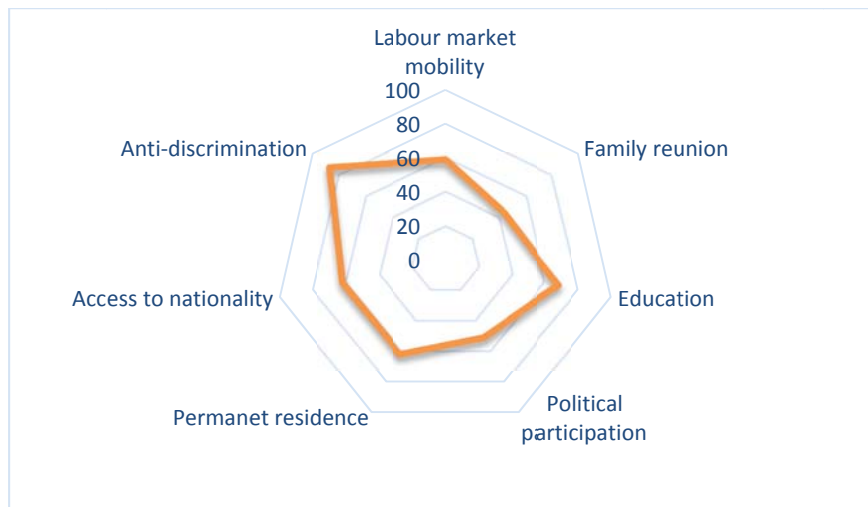 Labour market
mobility
100
80
60
40
20
0
Anti-discrimination
Family reunion
Access to nationality
Education
Permanet residence
Political
participation